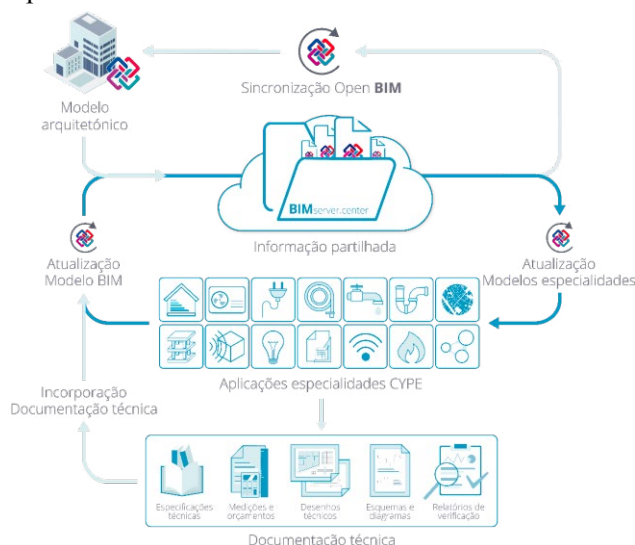 Sincronização Open BIM
Modelo
arquitetónico
BIMserver.center
Informação partilhada
Atualização
Modelo BIM
Atualização
Modelos especialidades
Aplicações especialidades CYPE
Incorporação
Documentação técnica
Especificações
técnicas
Medições e
orçamentos
Desenhos
técnicos
Esquemas e
diagramas
Relatórios de
verificação
Documentação técnica